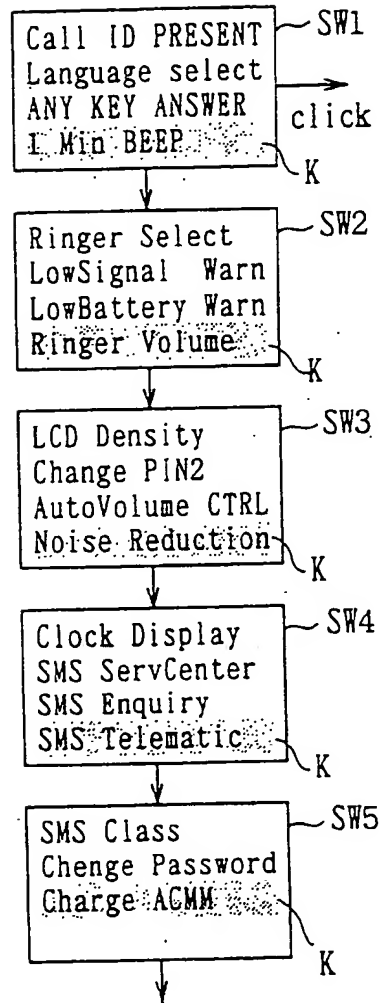 Call ID PRESENT
SW1
Language select
ANY KEY ANSWER
click
1 Min BEEP
K
Ringer Select
SW2
LowSignal Warn
LowBattery Warn
Ringer Volume
K
LCD Density
SW3
Change PIN2
AutoVolume CTRL
Noise Reduction
K
Clock Display
SW4
SMS ServCenter
SMS Enquiry
SMS Telematic
K
SMS Class
SW5
Chenge Password
Charge ACMM
K